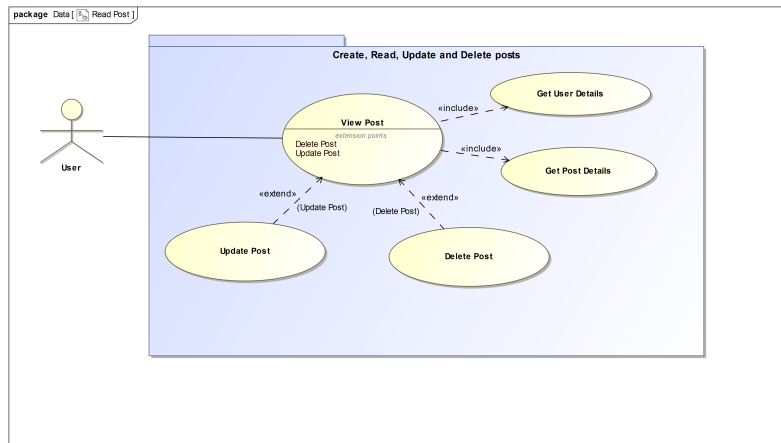 package Data [ Read Post ]
Create, Read, Update and Delete posts
Get User Details
«include»
View Post
extension points
Delete Post
Update Post
«include»
Get Post Details
User
«extend»
(Update Post)
«extend»
(Delete Post)
Update Post
Delete Post